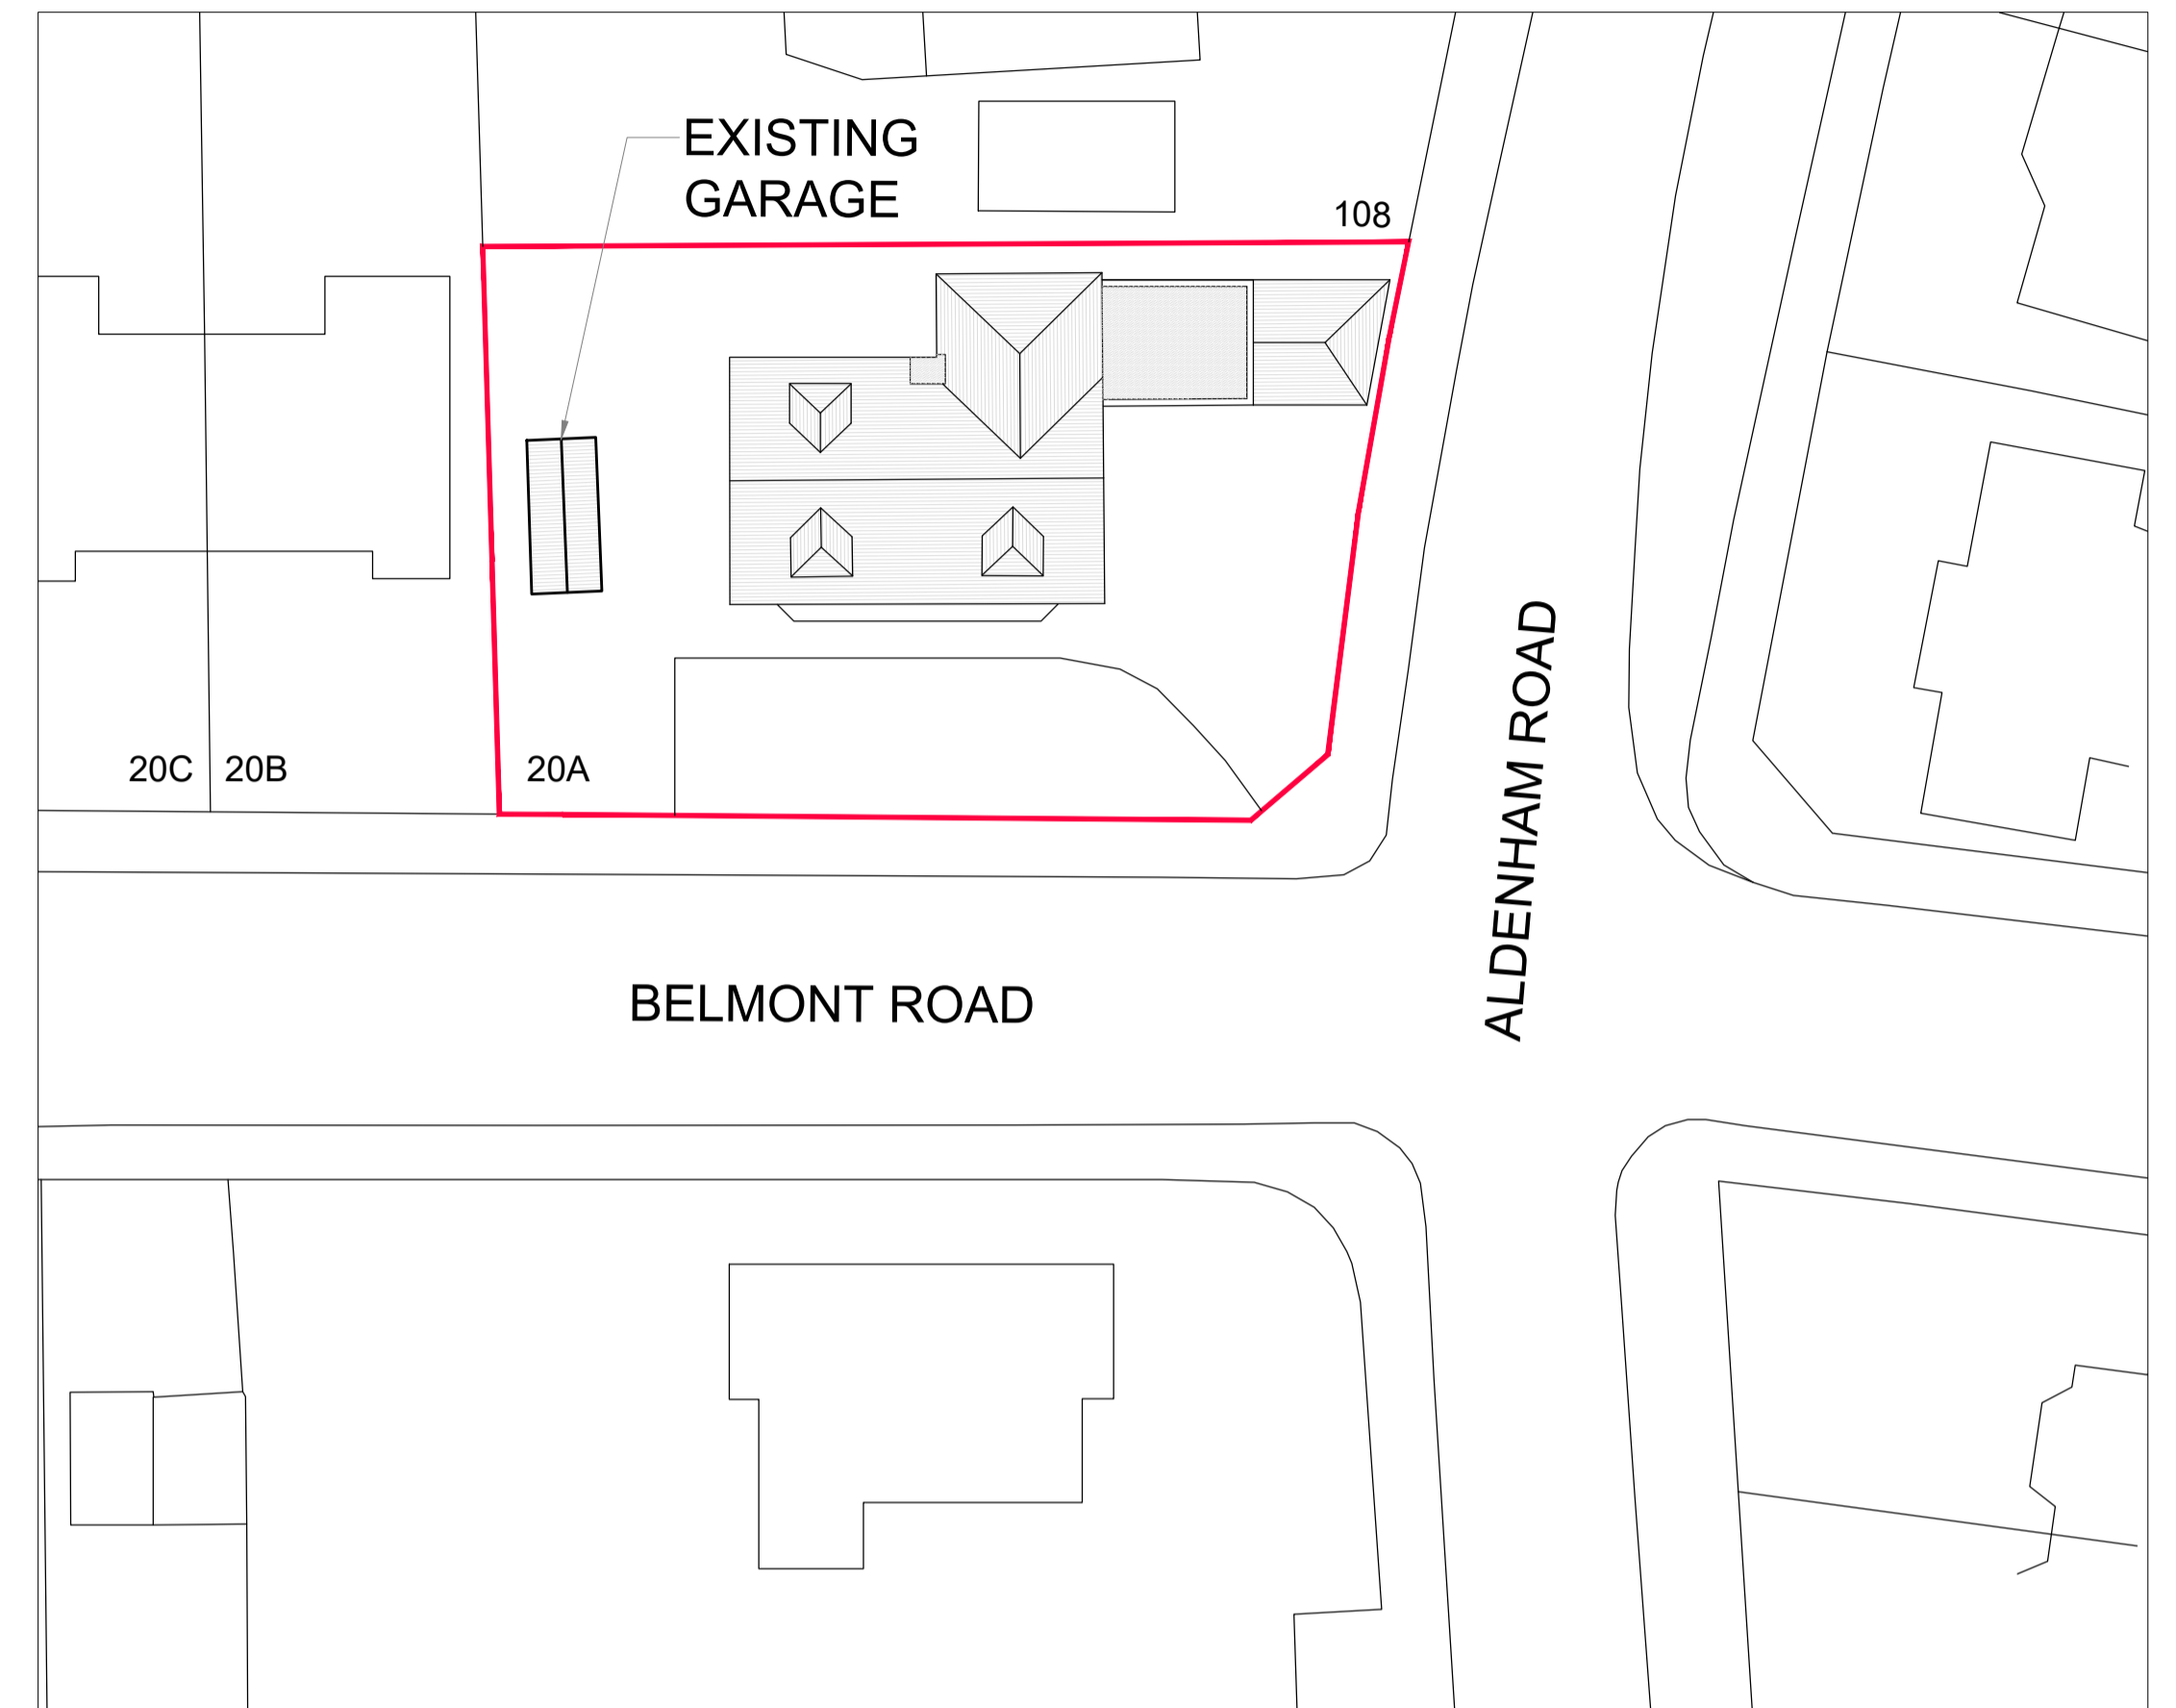 EXISTING
GARAGE
108
20C
20B
20A
ALDENHAM ROAD
BELMONT ROAD